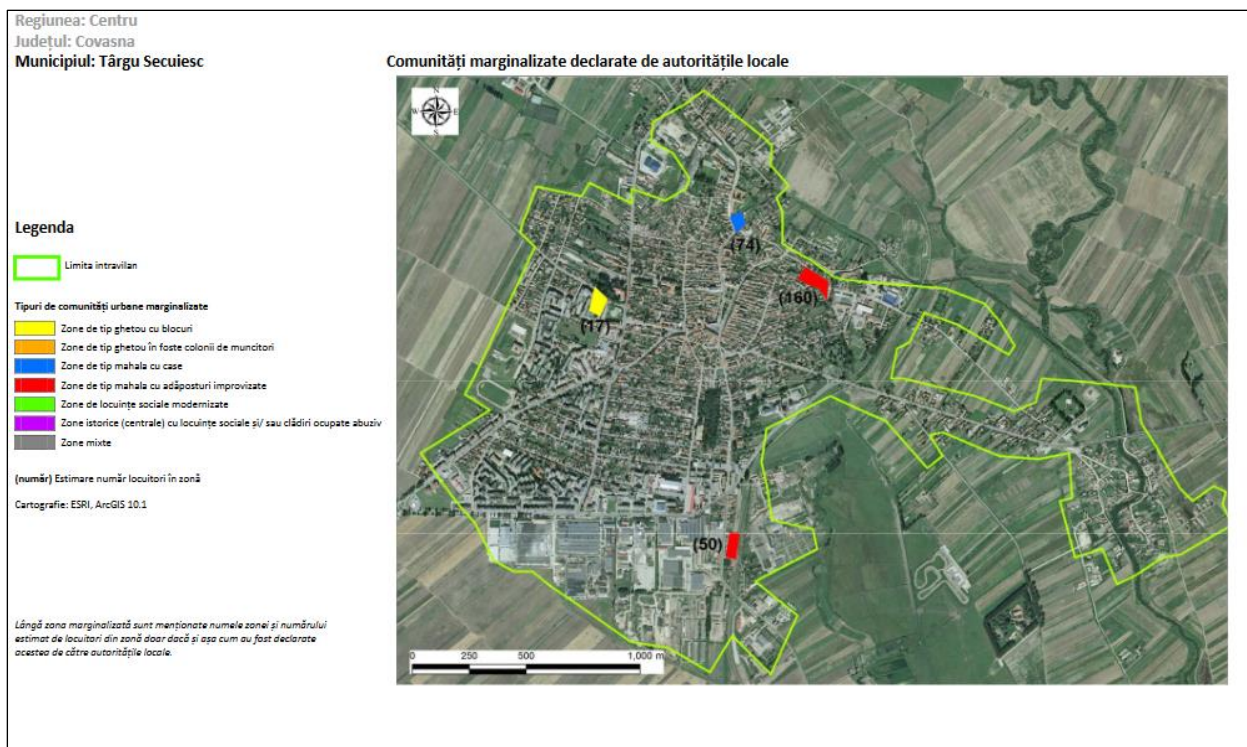 Regiunea: Centru
Județul: Covasna
Municipiul: Târgu Secuiesc
Comunități marginalizate declarate de autoritățile locale
N
W E
S
(74)
(160)
(17)
(50)
0 250 500 1,000 m
Legenda
Limita intravilan
Tipuri de comunități urbane marginalizate
Zone de tip ghetou cu blocuri
Zone de tip ghetou în foste colonii de muncitori
Zone de tip mahala cu case
Zone de tip mahala cu adăposturi improvizate
Zone de locuințe sociale modernizate
Zone istorice (centrale) cu locuințe sociale și/ sau clădiri ocupate abuziv
Zone mixte
(număr) Estimare număr locuitori în zonă
Cartografie: ESRI, ArcGIS 10.1
Lângă zona marginalizată sunt menționate numele zonei și numărului
estimat de locuitori din zonă doar dacă și așa cum au fost declarate
acestea de către autoritățile locale.